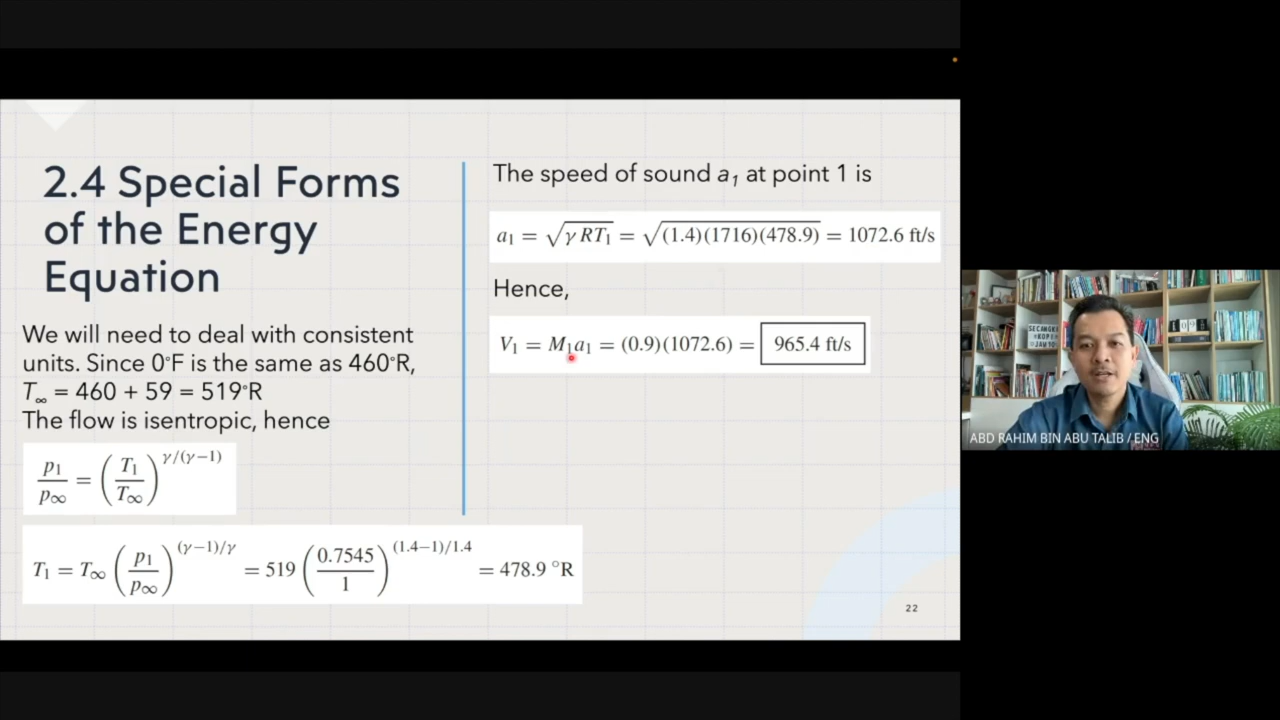 2.4 Special Forms
of the Energy
Equation
We will need to deal with consistent
units. Since 0°F is the same as 460°R,
T∞ = 460 + 59 = 519°R
The flow is isentropic, hence
p₁/p∞ = (T₁/T∞)^γ/(γ−1)
T₁ = T∞ (p₁/p∞)^(γ−1)/γ = 519 (0.7545/1)^(1.4−1)/1.4 = 478.9 °R
The speed of sound a₁ at point 1 is
a₁ = √γ RT₁ = √(1.4)(1716)(478.9) = 1072.6 ft/s
Hence,
V₁ = M₁a₁ = (0.9)(1072.6) = 965.4 ft/s
22
ABD RAHIM BIN ABU TALIB / ENG